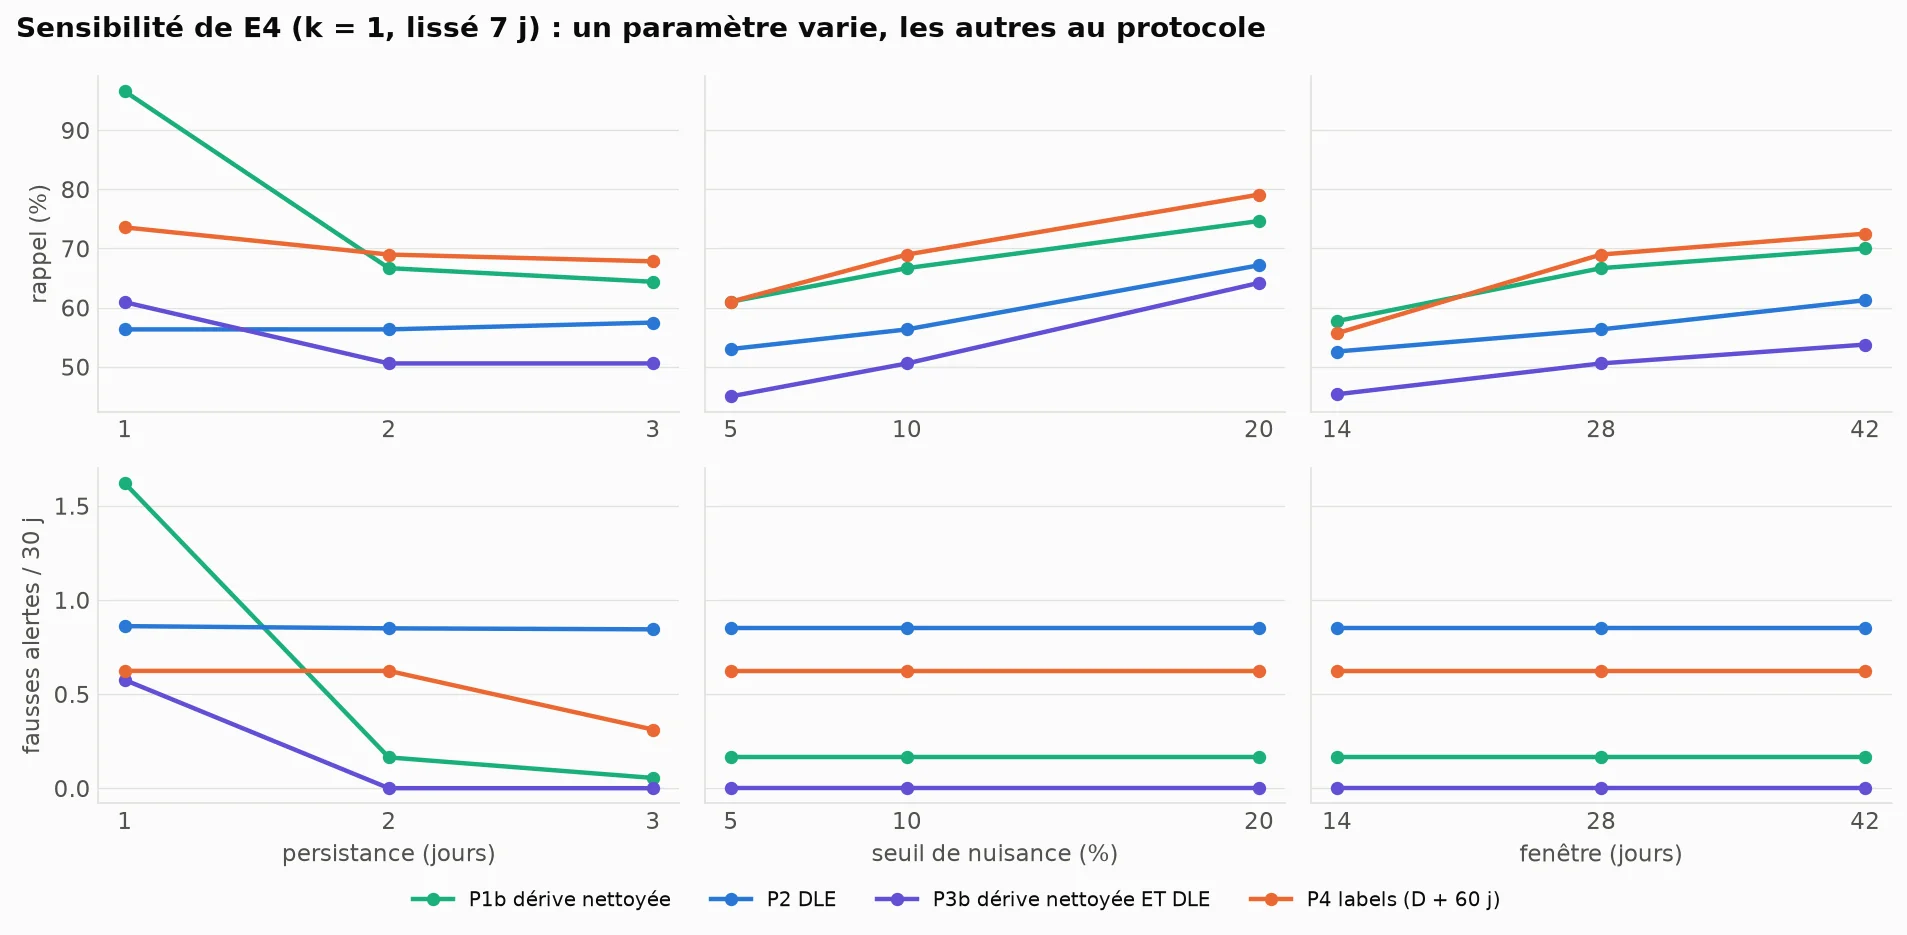 Sensibilité de E4 (k = 1, lissé 7 j) : un paramètre varie, les autres au protocole
rappel (%)
90
80
70
60
50
1 2 3
5 10 20
14 28 42
fausses alertes / 30 j
1.5
1.0
0.5
0.0
1 2 3
5 10 20
14 28 42
persistance (jours)
seuil de nuisance (%)
fenêtre (jours)
P1b dérive nettoyée
P2 DLE
P3b dérive nettoyée ET DLE
P4 labels (D + 60 j)